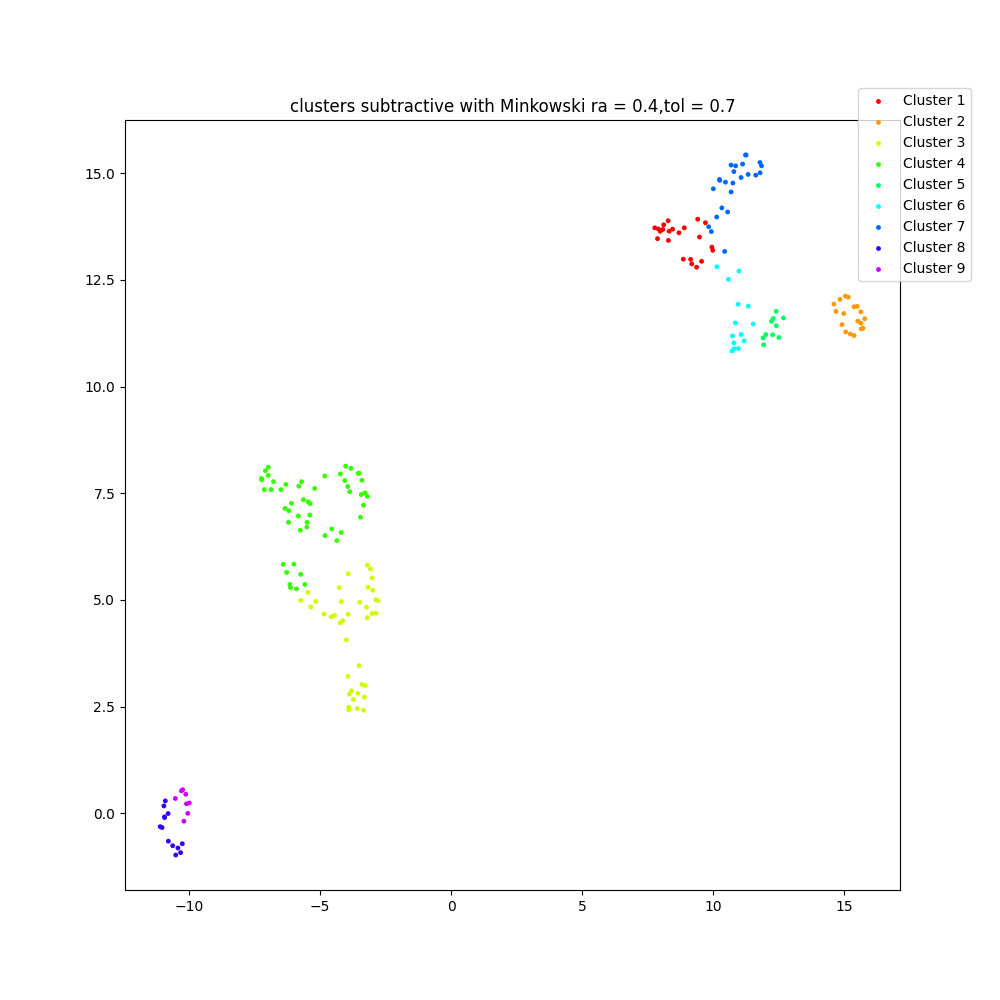 clusters subtractive with Minkowski ra = 0.4,tol = 0.7
Cluster 1
Cluster 2
Cluster 3
Cluster 4
Cluster 5
Cluster 6
Cluster 7
Cluster 8
Cluster 9
15.0
12.5
10.0
7.5
5.0
2.5
0.0
−10
−5
0
5
10
15